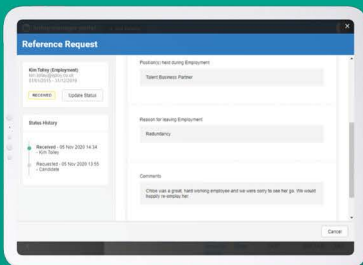 Reference Request
Kim Tolley (Employment)
RECEIVED
Update Status
Status History
Received - 05 Nov 2020 14:34
- Kim Tolley
Requested - 05 Nov 2020 13:55
- Candidate
Position(s) held during Employment
Talent Business Partner
Reason for leaving Employment
Redundancy
Comments
Chloe was a great, hard working employee and we were sorry to see her go. We would
happily re-employ her.
Cancel